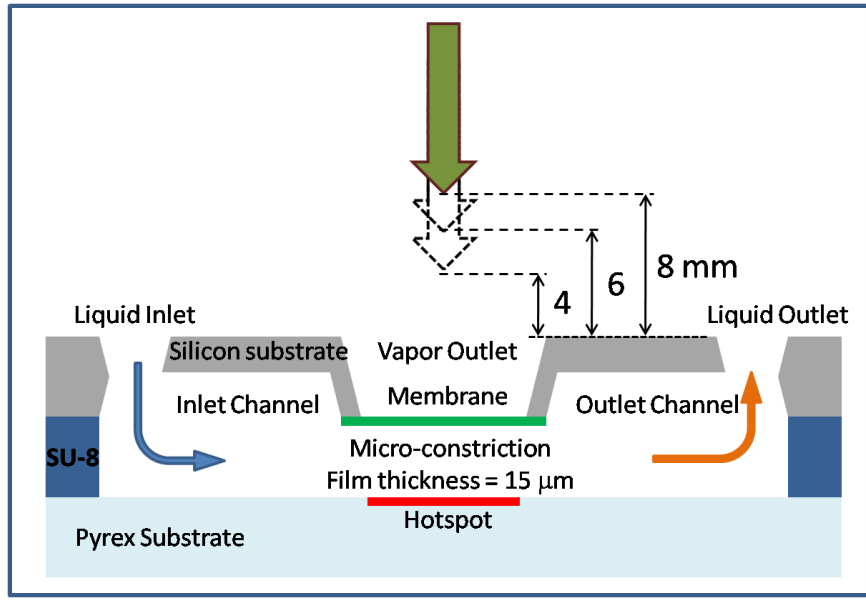 8 mm
6
4
Liquid Inlet
Liquid Outlet
Silicon substrate
Vapor Outlet
Inlet Channel
Membrane
Outlet Channel
SU-8
Micro-constriction
Film thickness = 15 μm
Hotspot
Pyrex Substrate